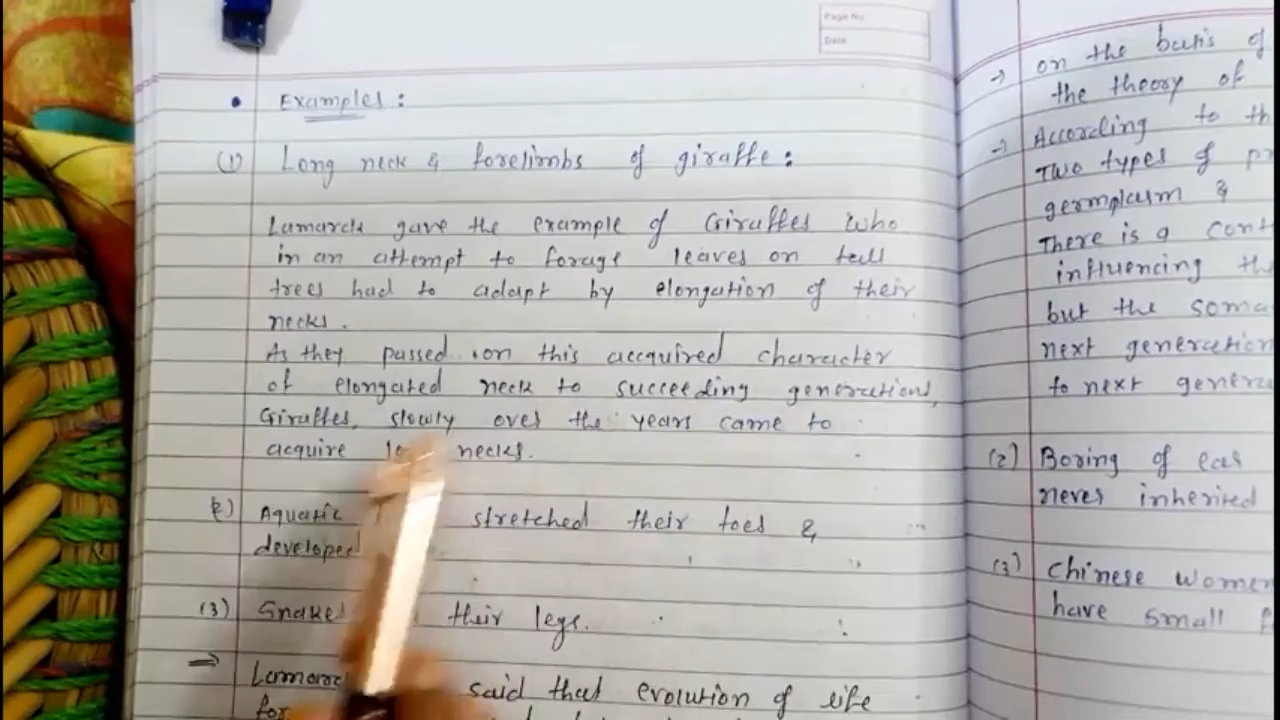 Page No.
Date
• Examples :
(1) Long neck & forelimbs of giraffe :
Lamarck gave the example of Giraffes who
in an attempt to forage leaves on tall
trees had to adapt by elongation of their
necks.
As they passed on this accquired character
of elongated neck to succeeding generations,
Giraffes, slowly over the years came to
acquire necks.
(2) Aquatic stretched their toes &
developed
(3) their legs.
⇒ said that evolution of life
→ on the basis of
the theory of
→ According to th
Two types of
germplasm &
There is a cont
influencing
but the soma
next generation
to next genera
(2) Boring of ear
never inherited
(3) Chinese women
have small